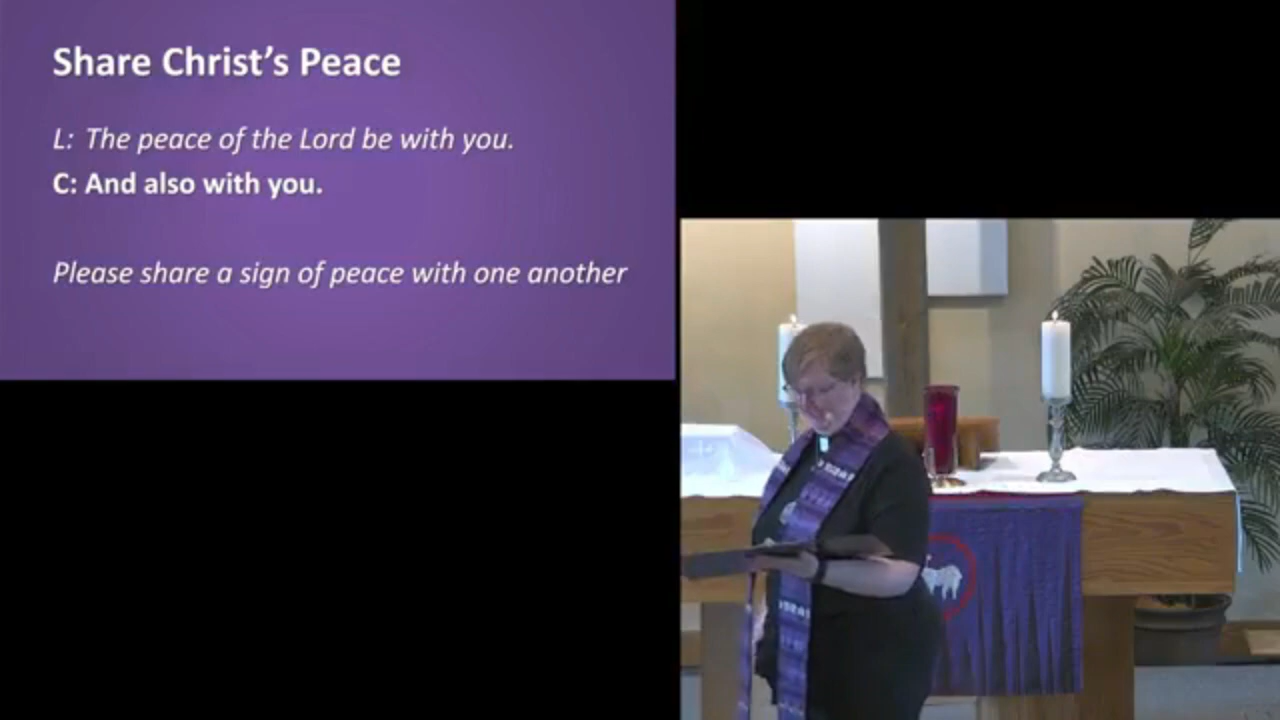 Share Christ's Peace
L: The peace of the Lord be with you.
C: And also with you.
Please share a sign of peace with one another